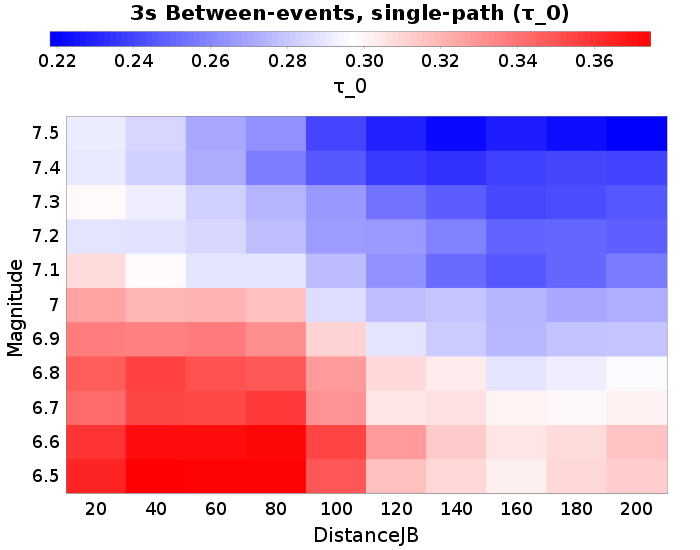 3s Between-events, single-path (τ_0)
0.22 0.24 0.26 0.28 0.30 0.32 0.34 0.36
τ_0
7.5
7.4
7.3
7.2
7.1
7
6.9
6.8
6.7
6.6
6.5
Magnitude
20 40 60 80 100 120 140 160 180 200
DistanceJB